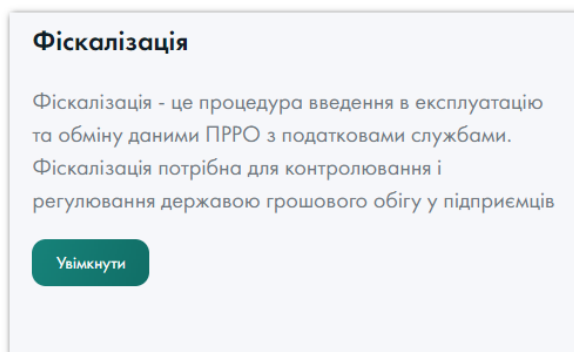 Фіскалізація
Фіскалізація - це процедура введення в експлуатацію
та обміну даними ПРРО з податковами службами.
Фіскалізація потрібна для контролювання і
регулювання державою грошового обігу у підприємців
Увімкнути